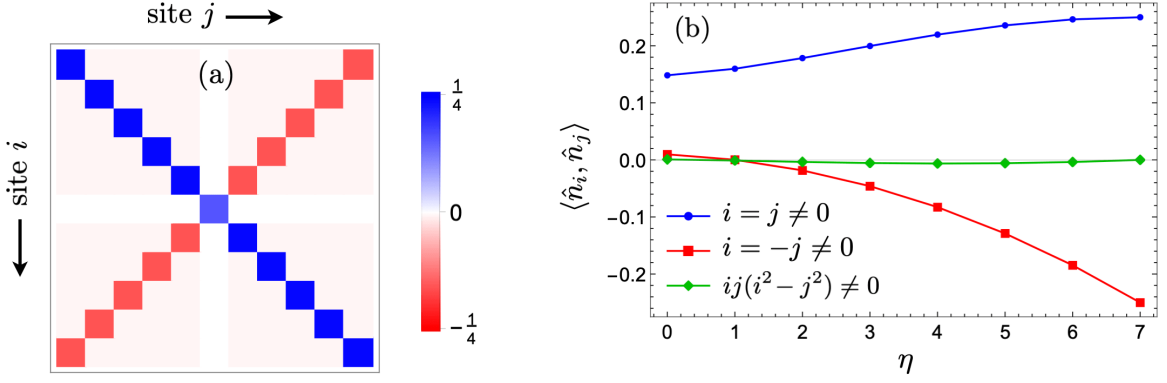 site j →
(a)
site i →
1/4
0
-1/4
(b)
0.2
0.1
0.0
-0.1
-0.2
⟨n̂ᵢ, n̂ⱼ⟩
i = j ≠ 0
i = −j ≠ 0
ij(i² − j²) ≠ 0
0 1 2 3 4 5 6 7
η